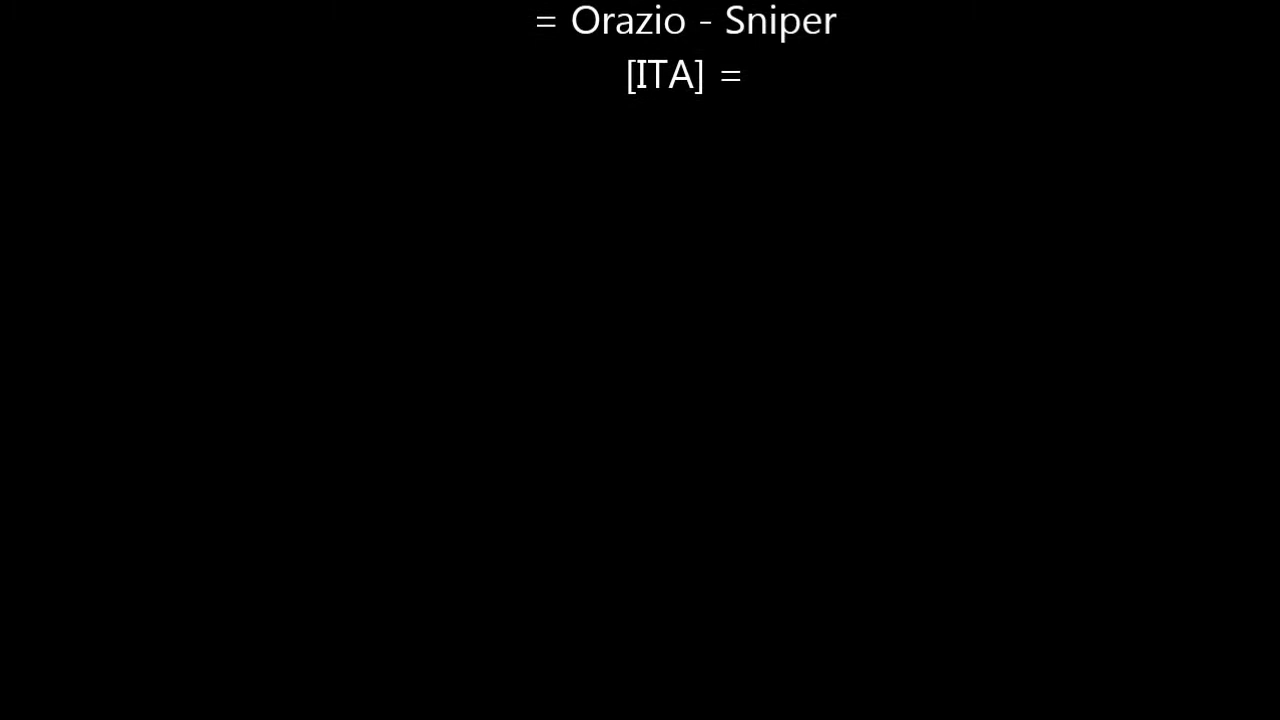 = Orazio - Sniper
[ITA] =